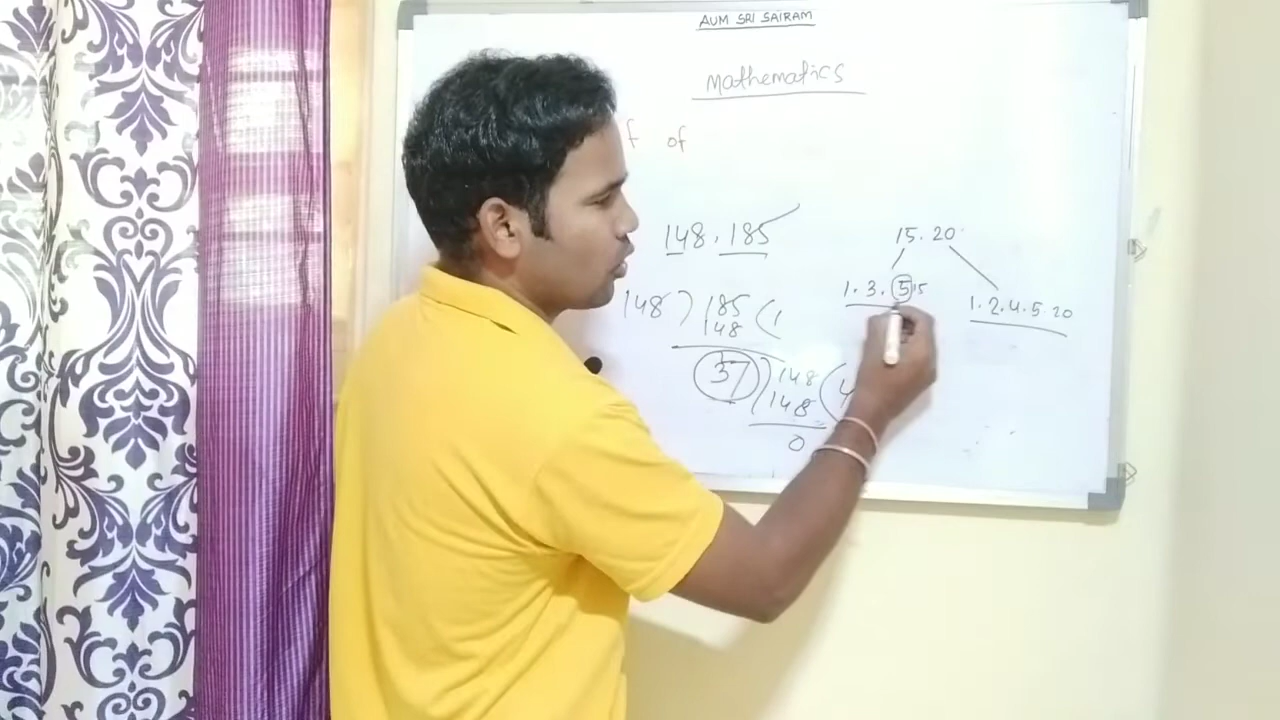 AUM SRI SAIRAM
Mathematics
f of
148, 185
148) 185 (1
148
37) 148 (4
148
0
15. 20
1. 3. 5 15
1. 2. 4. 5. 20